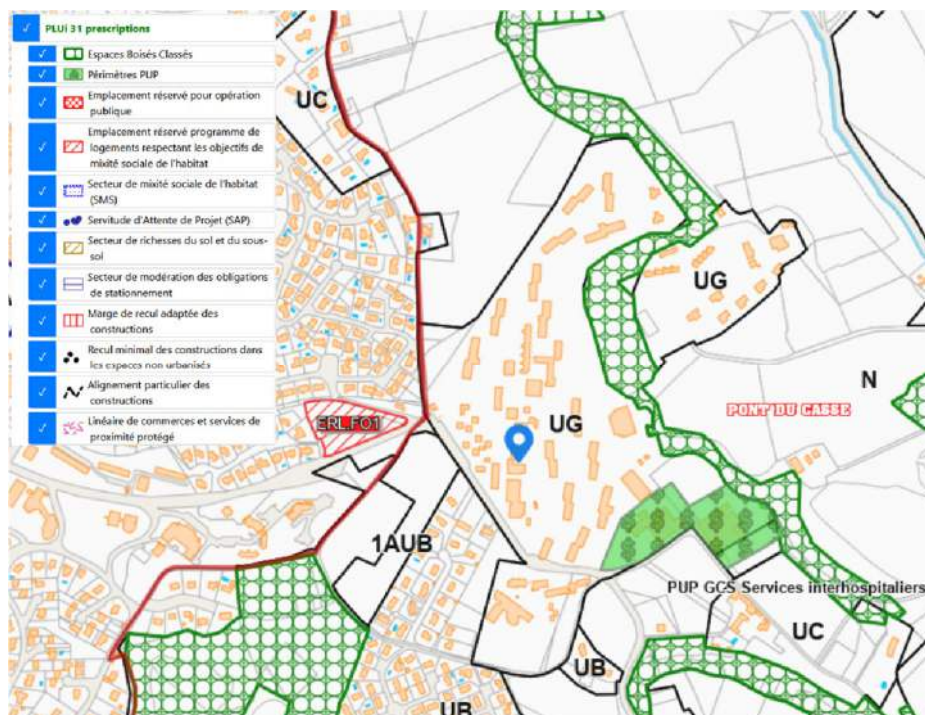 PLUi 31 prescriptions
Espaces Boisés Classés
Périmètres PUP
Emplacement réservé pour opération
publique
Emplacement réservé programme de
logements respectant les objectifs de
mixité sociale de l'habitat
Secteur de mixité sociale de l'habitat
(SMS)
Servitude d'Attente de Projet (SAP)
Secteur de richesses du sol et du sous-
sol
Secteur de modération des obligations
de stationnement
Marge de recul adaptée des
constructions
Recul minimal des constructions dans
les espaces non urbanisés
Alignement particulier des
constructions
Linéaire de commerces et services de
proximité protégé
UC
UG
N
PONT DU CASSE
ERL.FO1
UG
1AUB
PUP GCS Services interhospitaliers
UC
UB
UB